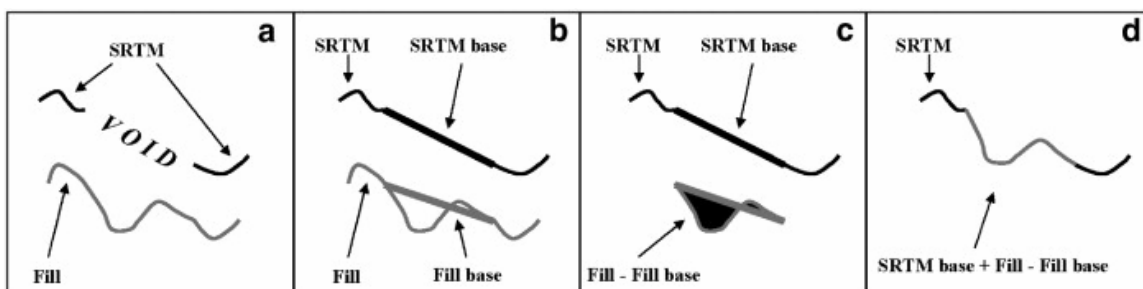 a
SRTM
VOID
Fill
b
SRTM SRTM base
Fill Fill base
c
SRTM SRTM base
Fill - Fill base
d
SRTM
SRTM base + Fill - Fill base